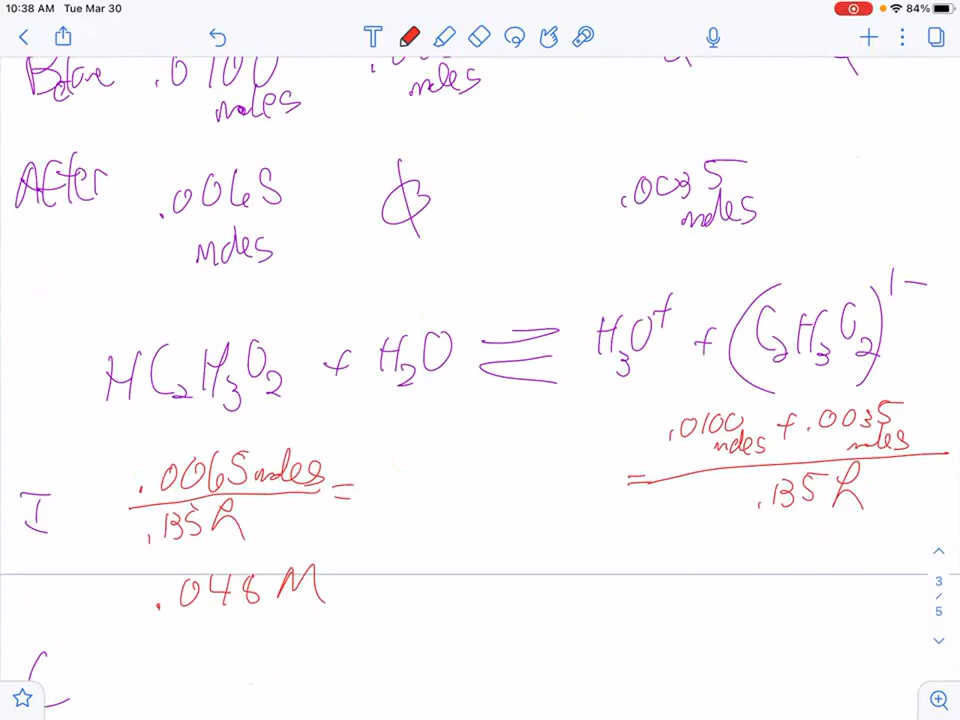 10:38 AM Tue Mar 30
84%
T
.0100
moles
moles
After .0065 ϕ .0035
moles moles
HC₂H₃O₂ + H₂O ⇌ H₃O⁺ + (C₂H₃O₂)¹⁻
I .0065 moles / .135 L = = .0100 moles + .0035 moles / .135 L
.048 M
C
3
/
5